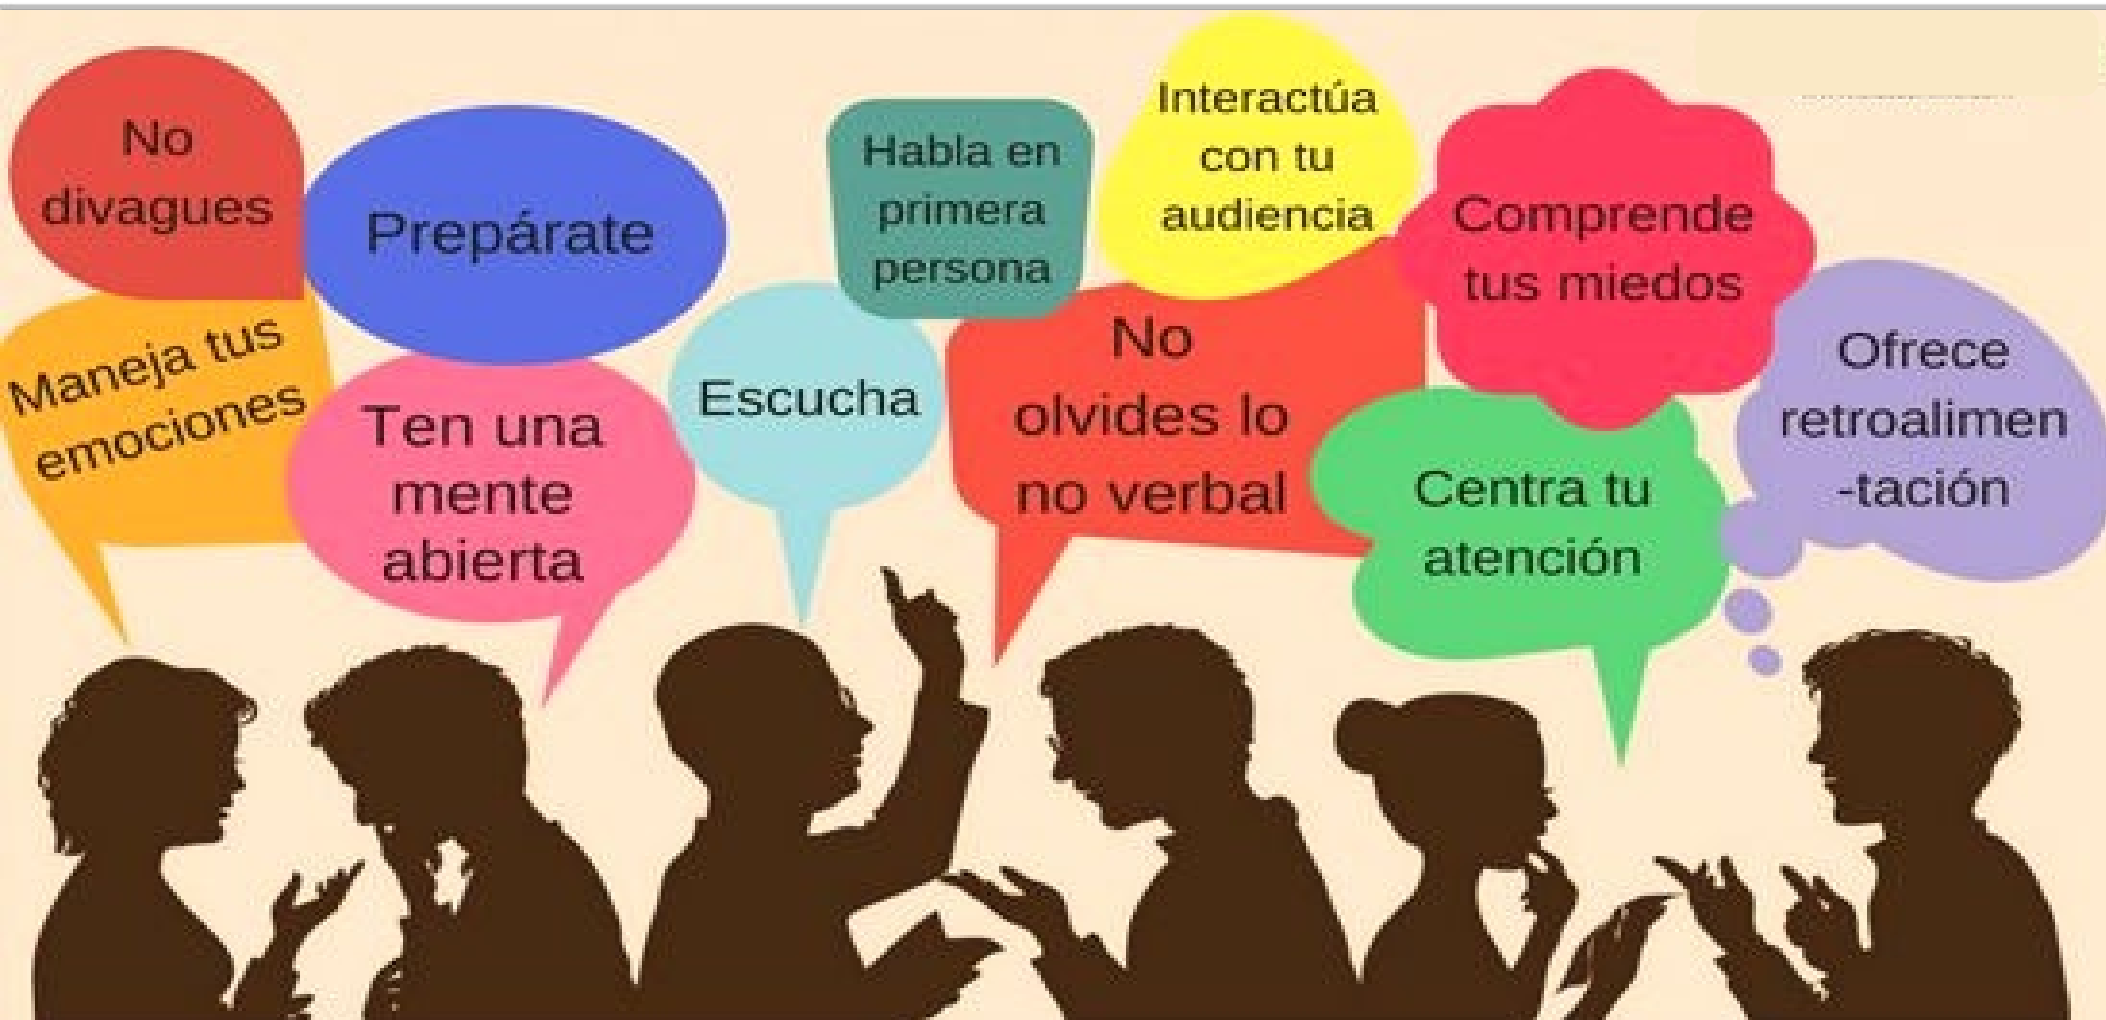 No
divagues
Prepárate
Habla en
primera
persona
Interactúa
con tu
audiencia
Comprende
tus miedos
Maneja tus
emociones
Ten una
mente
abierta
Escucha
No
olvides lo
no verbal
Centra tu
atención
Ofrece
retroalimen
-tación